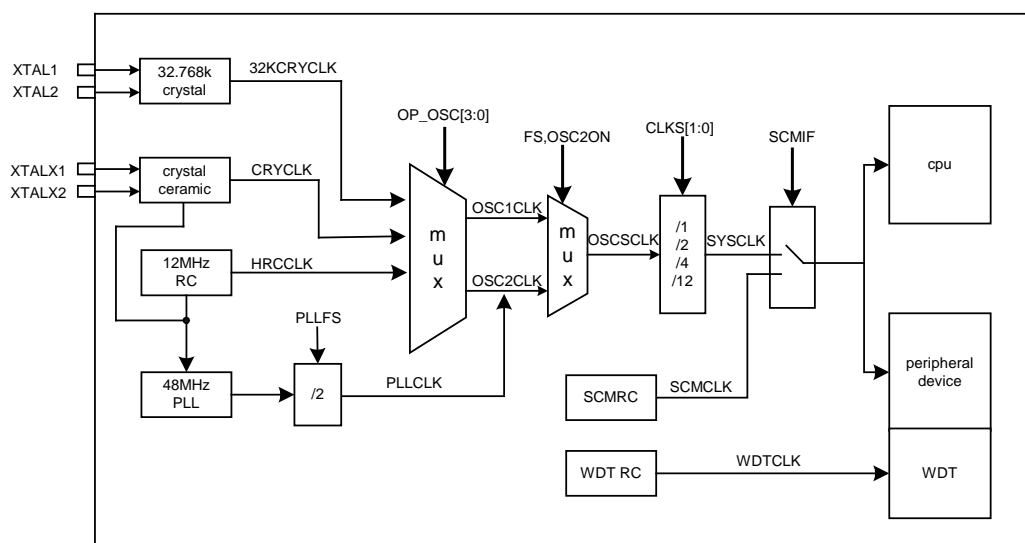 XTAL1
XTAL2
32.768k
crystal
32KCRYCLK
XTALX1
XTALX2
crystal
ceramic
CRYCLK
12MHz
RC
HRCCLK
48MHz
PLL
PLLFS
/2
PLLCLK
OP_OSC[3:0]
mux
OSC1CLK
OSC2CLK
FS,OSC2ON
mux
OSCSCLK
CLKS[1:0]
/1
/2
/4
/12
SYSCLK
SCMIF
SCMRC
SCMCLK
WDT RC
WDTCLK
cpu
peripheral
device
WDT